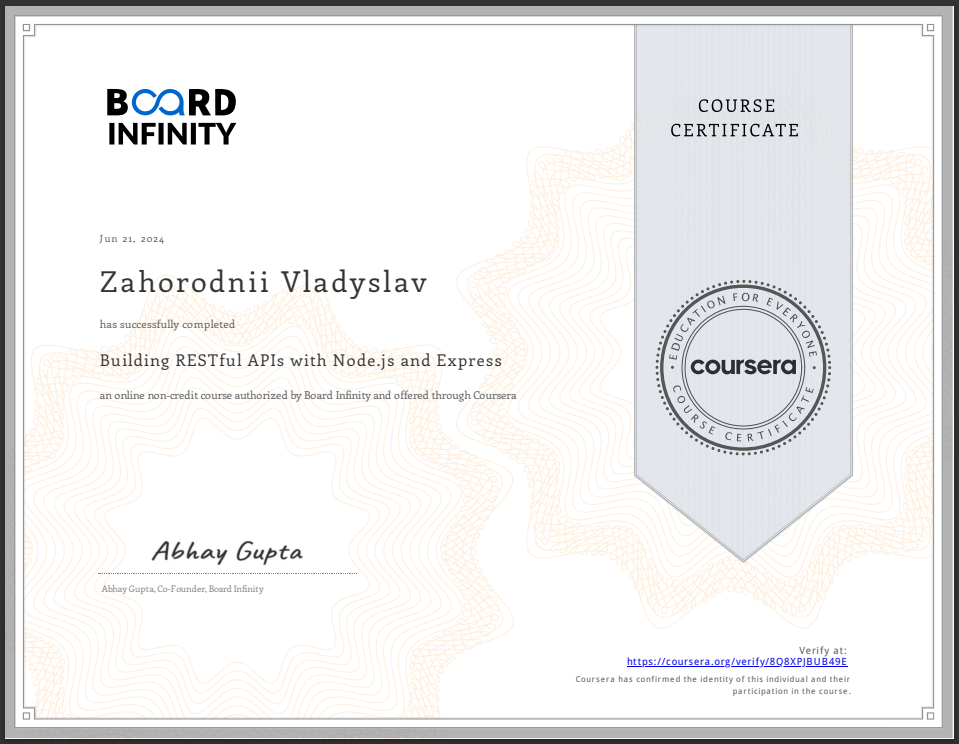 BOARD
INFINITY
COURSE
CERTIFICATE
Jun 21, 2024
Zahorodnii Vladyslav
has successfully completed
Building RESTful APIs with Node.js and Express
an online non-credit course authorized by Board Infinity and offered through Coursera
EDUCATION FOR EVERYONE
coursera
COURSE CERTIFICATE
Abhay Gupta
Abhay Gupta, Co-Founder, Board Infinity
Verify at:
https://coursera.org/verify/8Q8XPJBUB49E
Coursera has confirmed the identity of this individual and their
participation in the course.